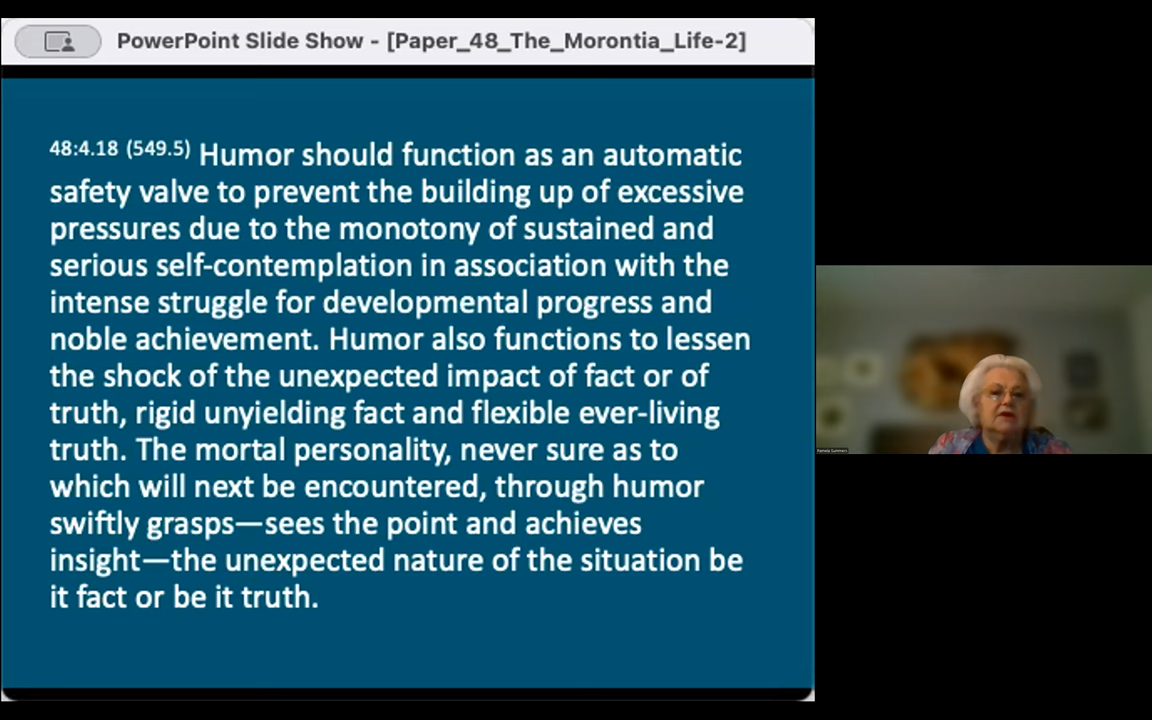 PowerPoint Slide Show - [Paper_48_The_Morontia_Life-2]
48:4.18 (549.5) Humor should function as an automatic
safety valve to prevent the building up of excessive
pressures due to the monotony of sustained and
serious self-contemplation in association with the
intense struggle for developmental progress and
noble achievement. Humor also functions to lessen
the shock of the unexpected impact of fact or of
truth, rigid unyielding fact and flexible ever-living
truth. The mortal personality, never sure as to
which will next be encountered, through humor
swiftly grasps—sees the point and achieves
insight—the unexpected nature of the situation be
it fact or be it truth.